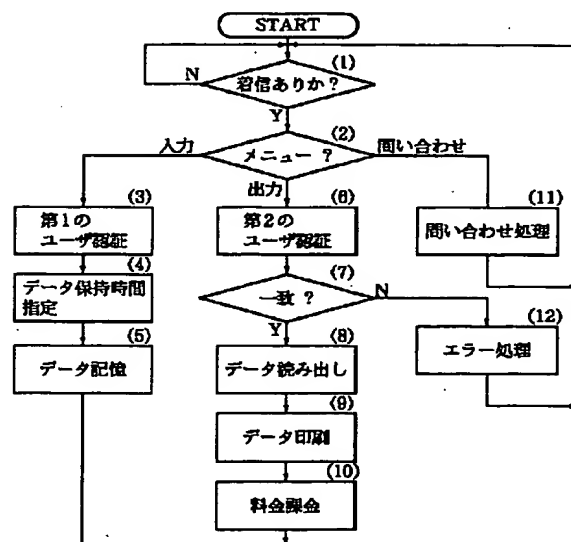 START
(1)
着信ありか?
N
Y
(2)
メニュー ?
入力
問い合わせ
出力
(3)
第1の
ユーザ認証
(6)
第2の
ユーザ認証
(11)
問い合わせ処理
(4)
データ保持時間
指定
(7)
一致 ?
N
Y
(5)
データ記憶
(8)
データ読み出し
(12)
エラー処理
(9)
データ印刷
(10)
料金課金